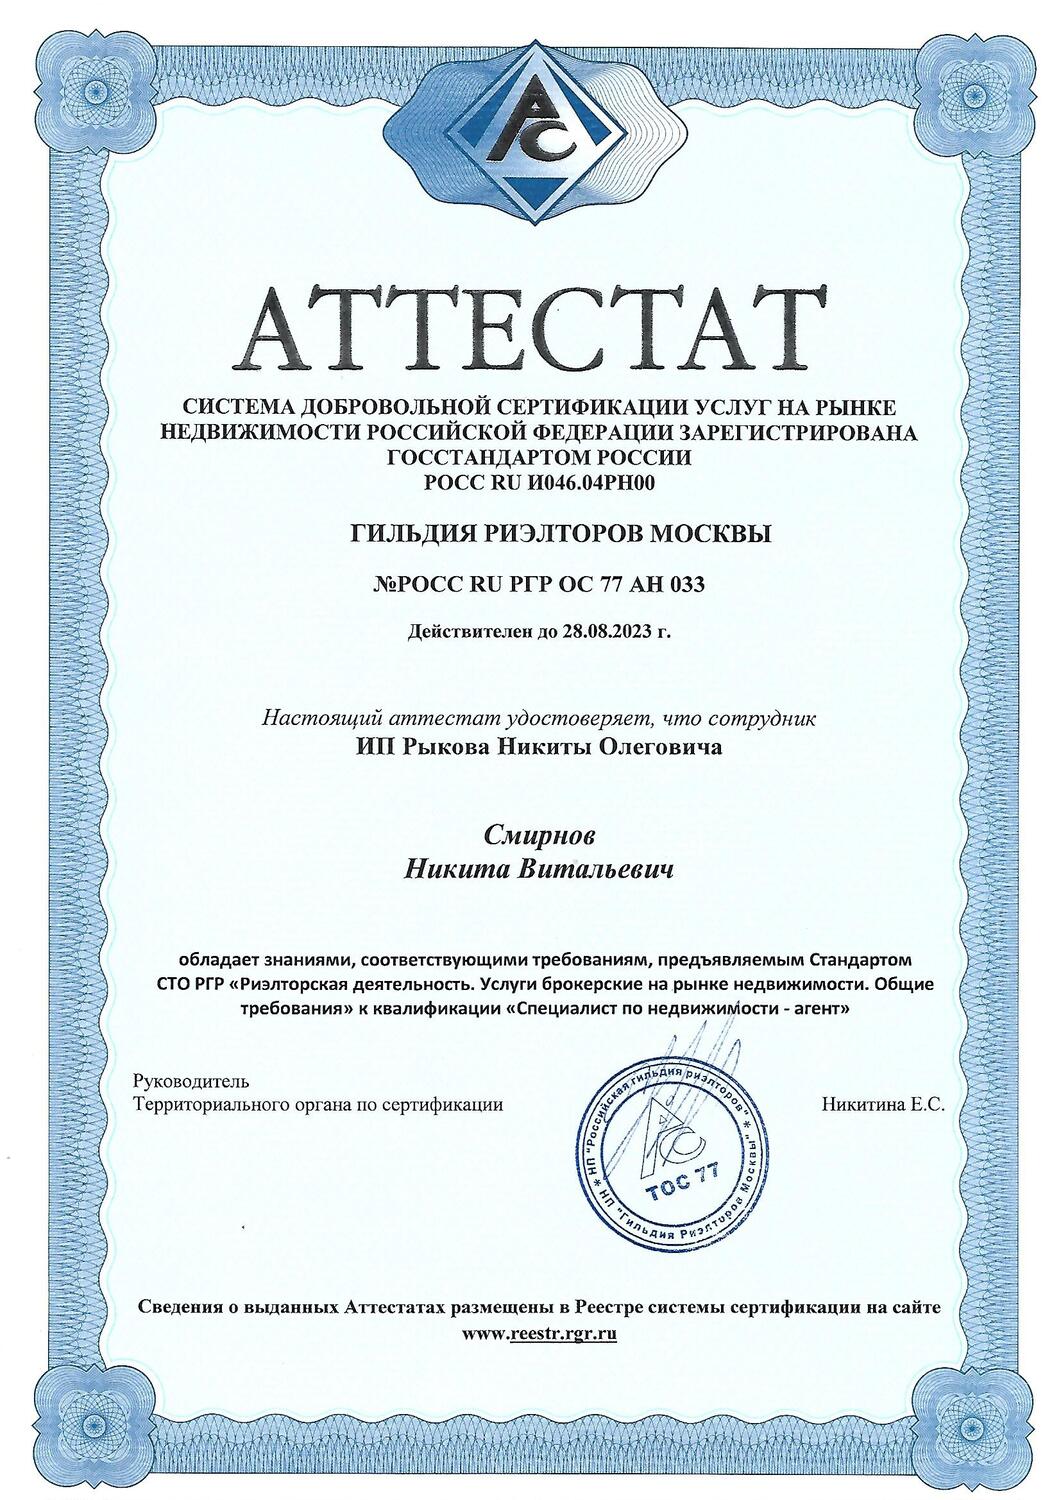 АС
АТТЕСТАТ
СИСТЕМА ДОБРОВОЛЬНОЙ СЕРТИФИКАЦИИ УСЛУГ НА РЫНКЕ
НЕДВИЖИМОСТИ РОССИЙСКОЙ ФЕДЕРАЦИИ ЗАРЕГИСТРИРОВАНА
ГОССТАНДАРТОМ РОССИИ
РОСС RU И046.04РН00
ГИЛЬДИЯ РИЭЛТОРОВ МОСКВЫ
№РОСС RU РГР ОС 77 АН 033
Действителен до 28.08.2023 г.
Настоящий аттестат удостоверяет, что сотрудник
ИП Рыкова Никиты Олеговича
Смирнов
Никита Витальевич
обладает знаниями, соответствующими требованиям, предъявляемым Стандартом
СТО РГР «Риэлторская деятельность. Услуги брокерские на рынке недвижимости. Общие
требования» к квалификации «Специалист по недвижимости - агент»
Руководитель
Территориального органа по сертификации
Никитина Е.С.
* НП "Российская гильдия риэлторов" *
НП "Гильдия Риэлторов Москвы"
ТОС 77
Сведения о выданных Аттестатах размещены в Реестре системы сертификации на сайте
www.reestr.rgr.ru